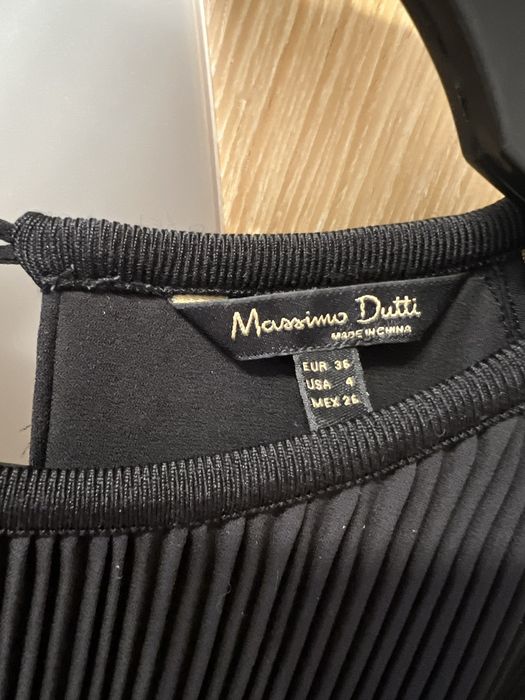 Massimo Dutti
MADE IN CHINA
EUR 36
USA 4
MEX 26